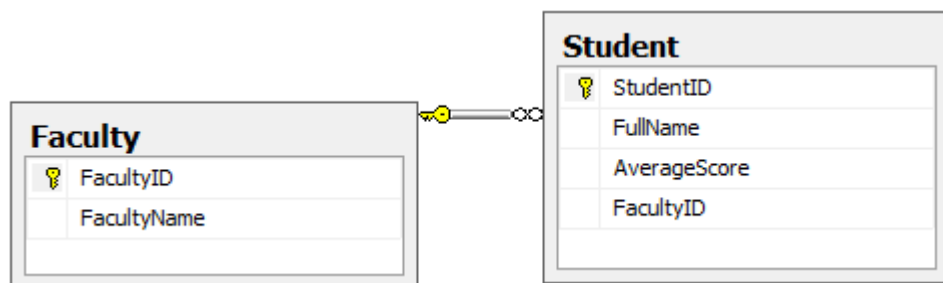 Faculty
FacultyID
FacultyName
Student
StudentID
FullName
AverageScore
FacultyID